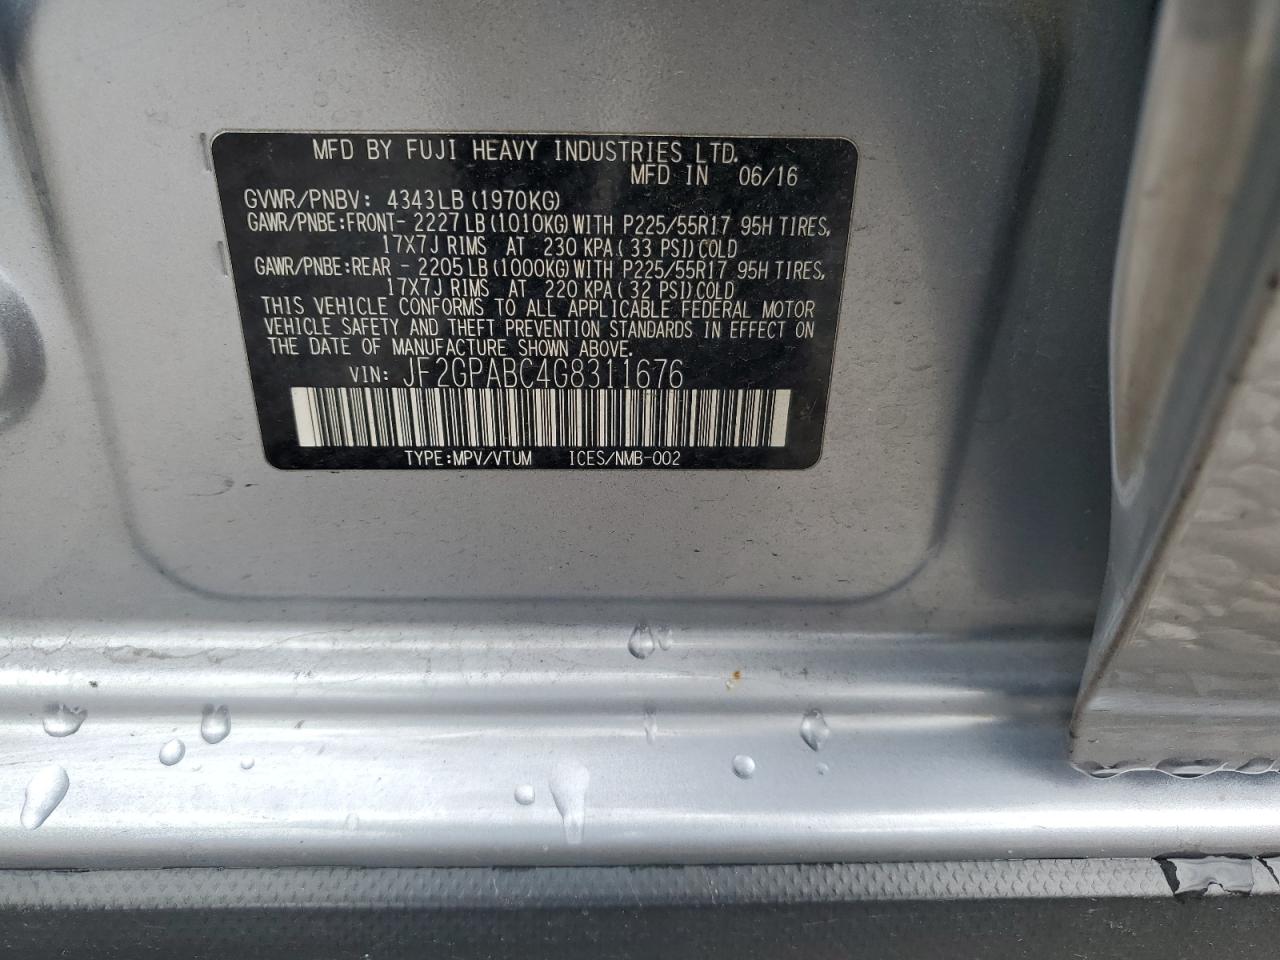 MFD BY FUJI HEAVY INDUSTRIES LTD.
MFD IN 06/16
GVWR/PNBV: 4343LB (1970KG)
GAWR/PNBE:FRONT- 2227LB (1010KG) WITH P225/55R17 95H TIRES,
17X7J RIMS AT 230 KPA( 33 PSI) COLD
GAWR/PNBE:REAR - 2205LB (1000KG) WITH P225/55R17 95H TIRES,
17X7J RIMS AT 220 KPA( 32 PSI) COLD
THIS VEHICLE CONFORMS TO ALL APPLICABLE FEDERAL MOTOR
VEHICLE SAFETY AND THEFT PREVENTION STANDARDS IN EFFECT ON
THE DATE OF MANUFACTURE SHOWN ABOVE.
VIN: JF2GPABC4G8311676
TYPE:MPV/VTUM ICES/NMB-002